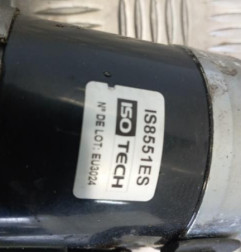 IS8551ES
ISO TECH
N° DE LOT: EU3024